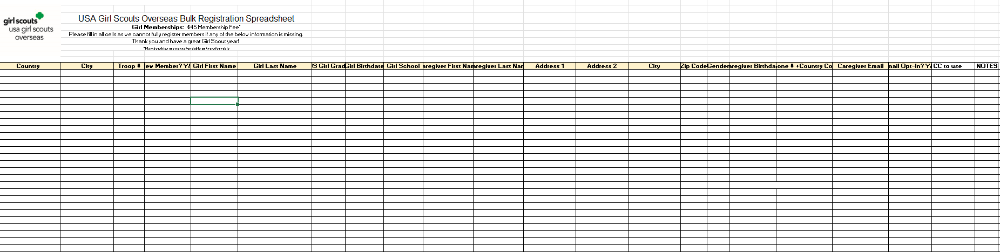 girl scouts
usa girl scouts
overseas
USA Girl Scouts Overseas Bulk Registration Spreadsheet
Girl Memberships: $45 Membership Fee*
Please fill in all cells as we cannot fully register members if any of the below information is missing.
Thank you and have a great Girl Scout year!
*Memberships are nonrefundable or transferrable
Country City Troop # ew Member? Y/ Girl First Name Girl Last Name S Girl Grad Girl Birthdate Girl School aregiver First Nam aregiver Last Nam Address 1 Address 2 City Zip Code Gender aregiver Birthda one # +Country Co Caregiver Email mail Opt-In? Y/ CC to use NOTES